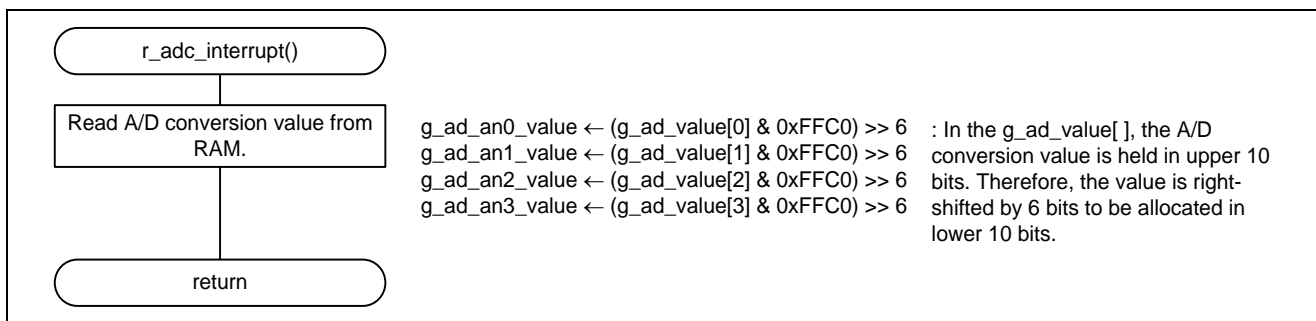 r_adc_interrupt()
Read A/D conversion value from
RAM.
g_ad_an0_value ← (g_ad_value[0] & 0xFFC0) >> 6
g_ad_an1_value ← (g_ad_value[1] & 0xFFC0) >> 6
g_ad_an2_value ← (g_ad_value[2] & 0xFFC0) >> 6
g_ad_an3_value ← (g_ad_value[3] & 0xFFC0) >> 6
: In the g_ad_value[ ], the A/D
conversion value is held in upper 10
bits. Therefore, the value is right-
shifted by 6 bits to be allocated in
lower 10 bits.
return